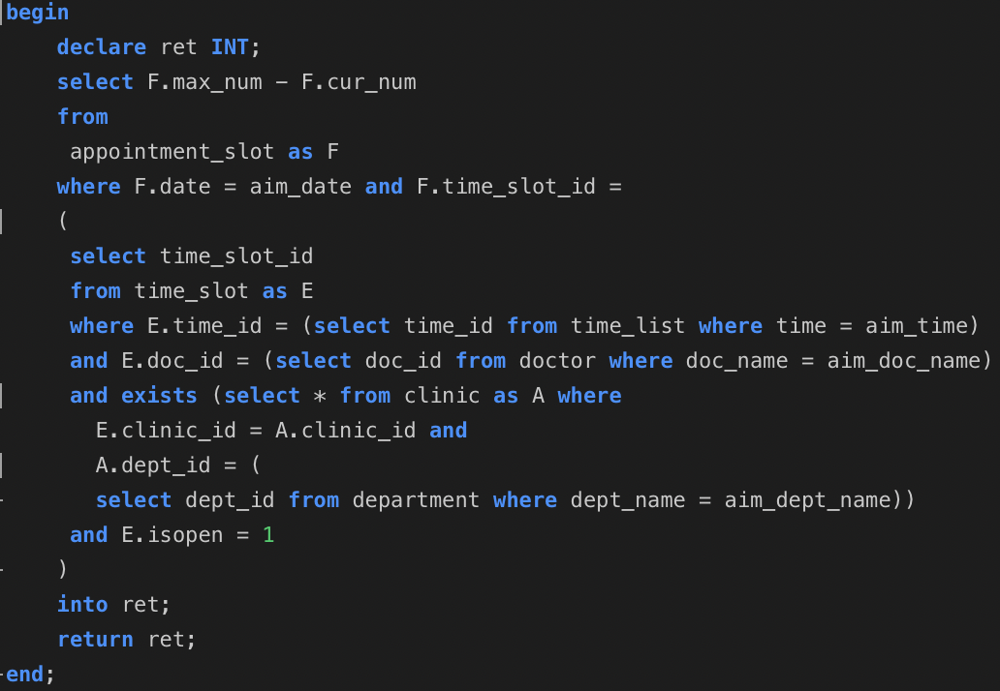 begin
    declare ret INT;
    select F.max_num - F.cur_num
    from
     appointment_slot as F
    where F.date = aim_date and F.time_slot_id =
    (
     select time_slot_id
     from time_slot as E
     where E.time_id = (select time_id from time_list where time = aim_time)
     and E.doc_id = (select doc_id from doctor where doc_name = aim_doc_name)
     and exists (select * from clinic as A where
       E.clinic_id = A.clinic_id and
       A.dept_id = (
       select dept_id from department where dept_name = aim_dept_name))
     and E.isopen = 1
    )
    into ret;
    return ret;
end;